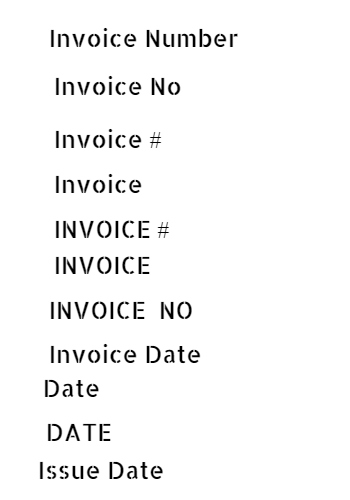 Invoice Number
Invoice No
Invoice #
Invoice
INVOICE #
INVOICE
INVOICE NO
Invoice Date
Date
DATE
Issue Date